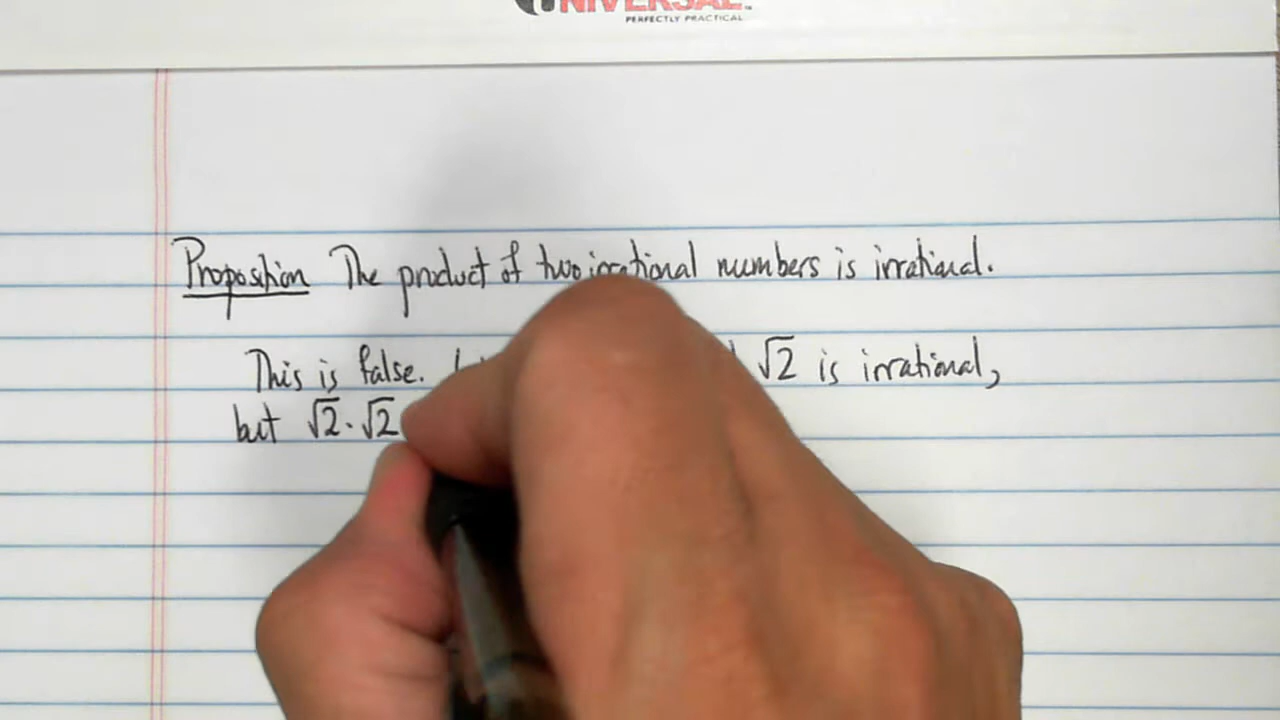 UNIVERSAL
PERFECTLY PRACTICAL
Proposition The product of two irrational numbers is irrational.
This is false. √2 is irrational,
but √2 · √2